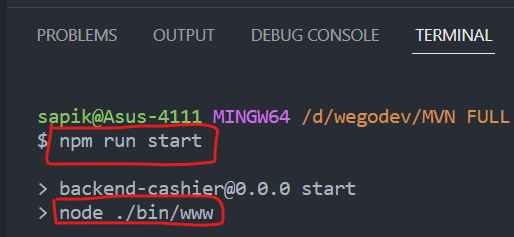 PROBLEMS OUTPUT DEBUG CONSOLE TERMINAL
sapik@Asus-4111 MINGW64 /d/wegodev/MVN FULL
$ npm run start
> backend-cashier@0.0.0 start
> node ./bin/www